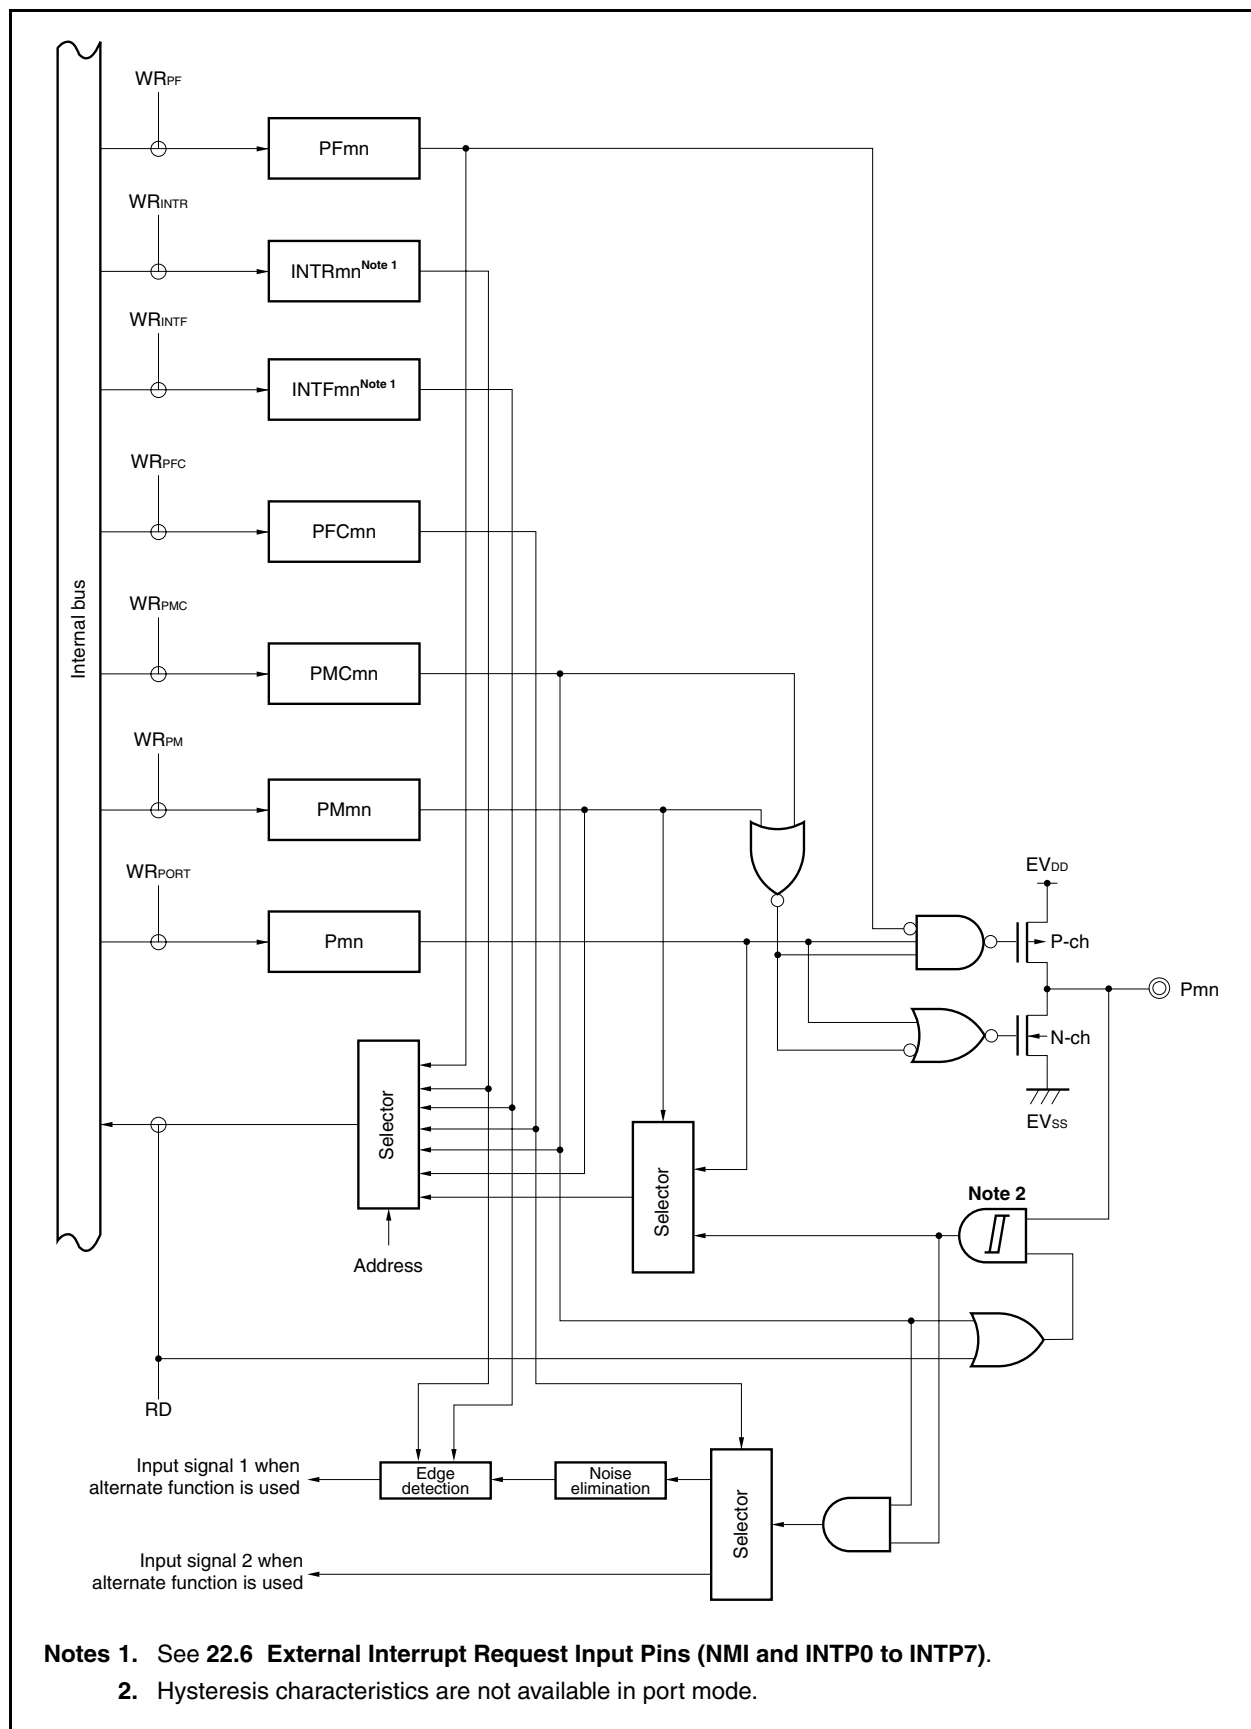 WRPF
PFmn
WRINTR
INTRmnNote 1
WRINTF
INTFmnNote 1
WRPFC
PFCmn
Internal bus
WRPMC
PMCmn
WRPM
PMmn
WRPORT
Pmn
EVDD
P-ch
Pmn
N-ch
EVSS
Selector
Selector
Note 2
Address
RD
Input signal 1 when
alternate function is used
Edge
detection
Noise
elimination
Selector
Input signal 2 when
alternate function is used
Notes 1. See 22.6 External Interrupt Request Input Pins (NMI and INTP0 to INTP7).
2. Hysteresis characteristics are not available in port mode.